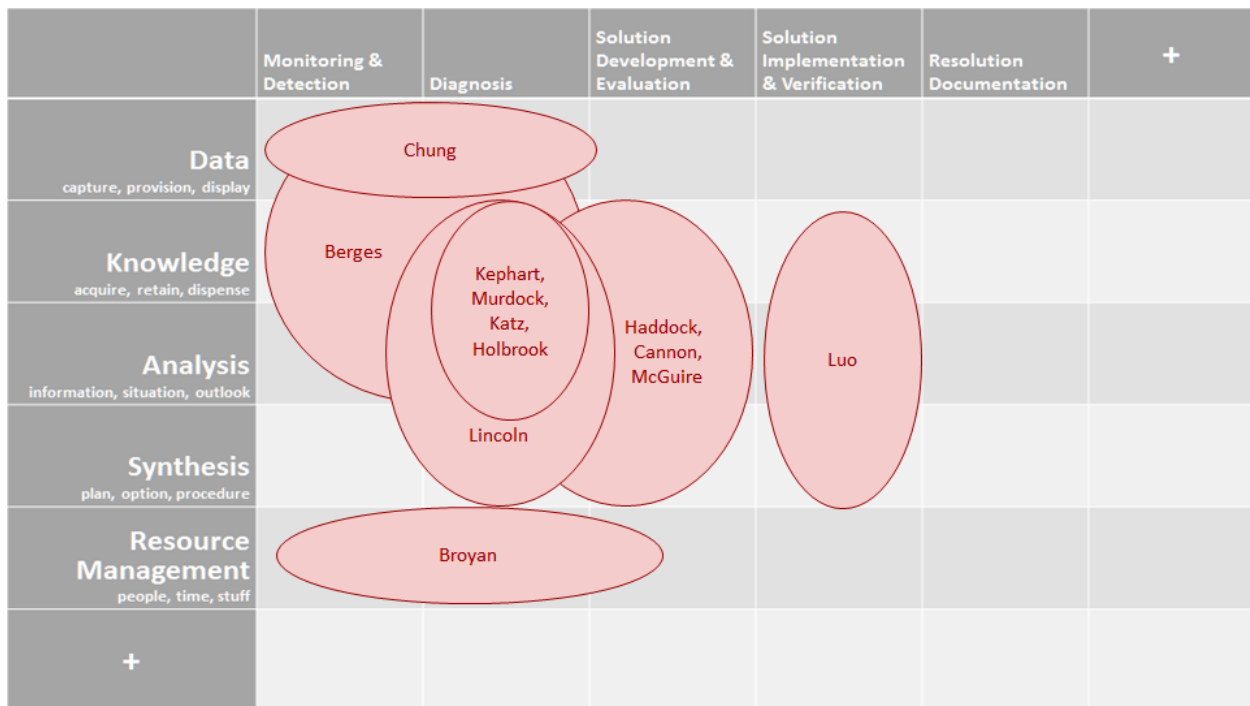 Monitoring &
Detection
Diagnosis
Solution
Development &
Evaluation
Solution
Implementation
& Verification
Resolution
Documentation
+
Data
capture, provision, display
Chung
Knowledge
acquire, retain, dispense
Berges
Kephart,
Murdock,
Katz,
Holbrook
Analysis
information, situation, outlook
Haddock,
Cannon,
McGuire
Luo
Synthesis
plan, option, procedure
Lincoln
Resource
Management
people, time, stuff
Broyan
+